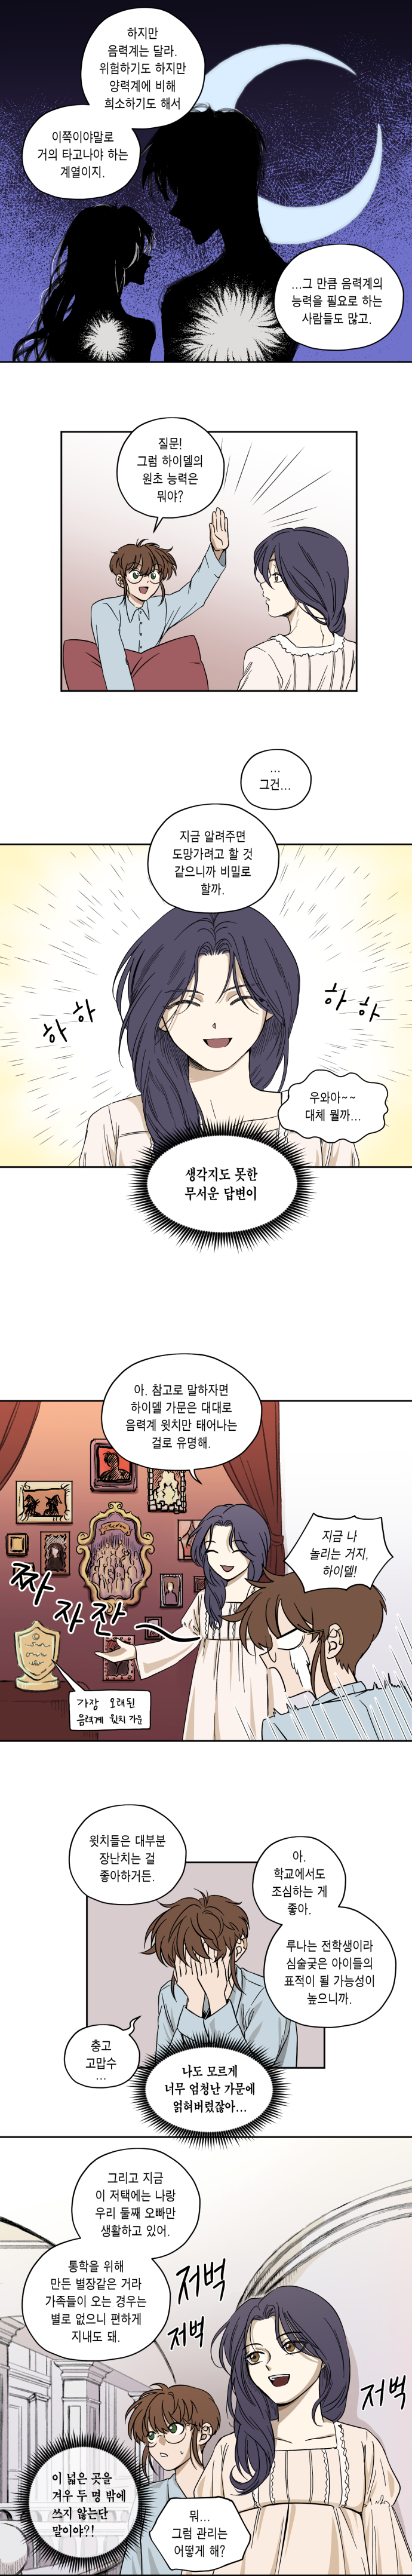 하지만
음력계는 달라.
위험하기도 하지만
양력계에 비해
희소하기도 해서
이쪽이야말로
거의 타고나야 하는
계열이지.
...그 만큼 음력계의
능력을 필요로 하는
사람들도 많고.
질문!
그럼 하이델의
원초 능력은
뭐야?
...
그건...
지금 알려주면
도망가려고 할 것
같으니까 비밀로
할까.
하하
하하
우와아~~
대체 뭘까...
생각지도 못한
무서운 답변이
아. 참고로 말하자면
하이델 가문은 대대로
음력계 윗치만 태어나는
걸로 유명해.
지금 나
놀리는 거지,
하이델!
짜자잔
가장 오래된
음력계 윗치 가문
윗치들은 대부분
장난치는 걸
좋아하거든.
아.
학교에서도
조심하는 게
좋아.
루나는 전학생이라
심술궂은 아이들의
표적이 될 가능성이
높으니까.
충고
고맙수
...
나도 모르게
너무 엄청난 가문에
얽혀버렸잖아...
그리고 지금
이 저택에는 나랑
우리 둘째 오빠만
생활하고 있어.
통학을 위해
만든 별장같은 거라
가족들이 오는 경우는
별로 없으니 편하게
지내도 돼.
저벅
저벅
저벅
이 넓은 곳을
겨우 두 명 밖에
쓰지 않는단
말이야?!
뭐...
그럼 관리는
어떻게 해?